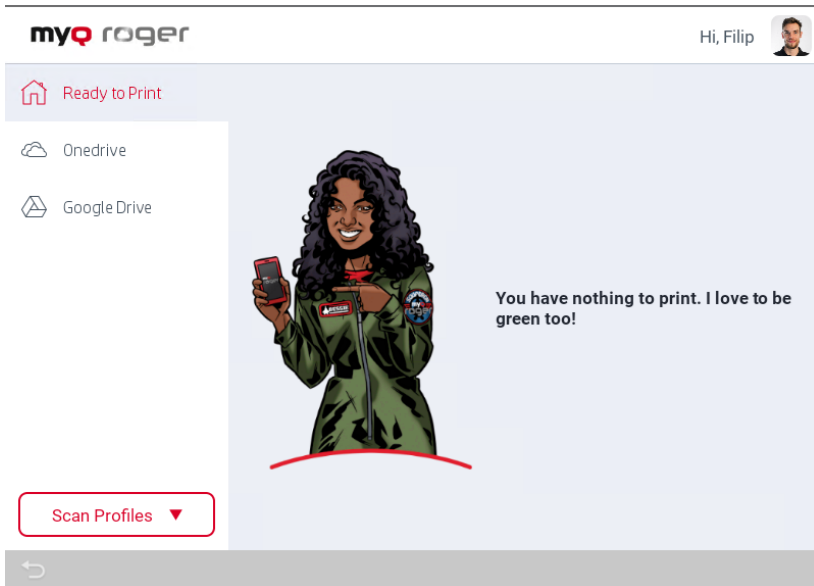 myQ roger
Hi, Filip
Ready to Print
Onedrive
Google Drive
You have nothing to print. I love to be
green too!
Scan Profiles